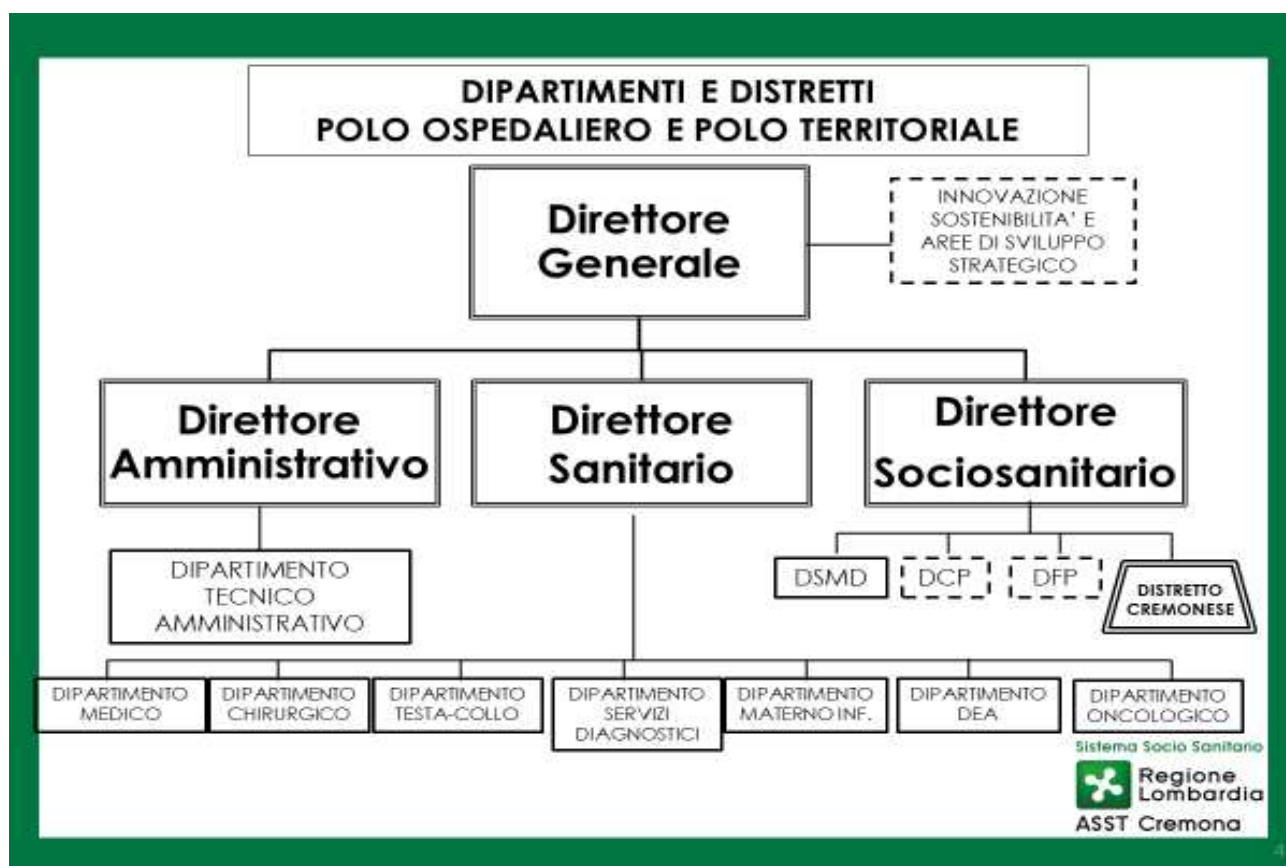 DIPARTIMENTI E DISTRETTI
POLO OSPEDALIERO E POLO TERRITORIALE
Direttore
Generale
INNOVAZIONE
SOSTENIBILITA' E
AREE DI SVILUPPO
STRATEGICO
Direttore
Amministrativo
Direttore
Sanitario
Direttore
Sociosanitario
DIPARTIMENTO
TECNICO
AMMINISTRATIVO
DSMD
DCP
DFP
DISTRETTO
CREMONESE
DIPARTIMENTO
MEDICO
DIPARTIMENTO
CHIRURGICO
DIPARTIMENTO
TESTA-COLLO
DIPARTIMENTO
SERVIZI
DIAGNOSTICI
DIPARTIMENTO
MATERNO INF.
DIPARTIMENTO
DEA
DIPARTIMENTO
ONCOLOGICO
Sistema Socio Sanitario
Regione
Lombardia
ASST Cremona
4